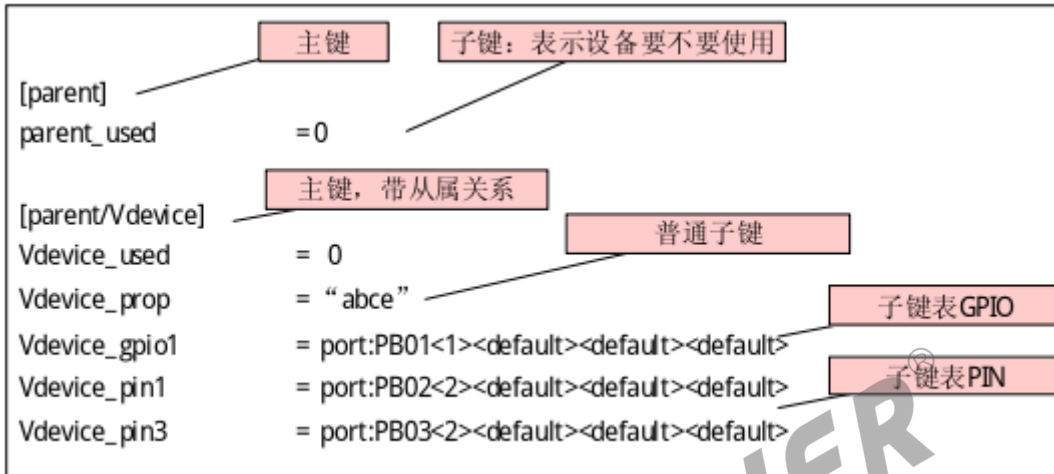 主键
子键：表示设备要不要使用
[parent]
parent_used =0
主键，带从属关系
[parent/Vdevice]
Vdevice_used = 0
普通子键
Vdevice_prop = “abce”
子键表GPIO
Vdevice_gpio1 = port:PB01<1><default><default><default>
子键表PIN
Vdevice_pin1 = port:PB02<2><default><default><default>
Vdevice_pin3 = port:PB03<2><default><default><default>
®